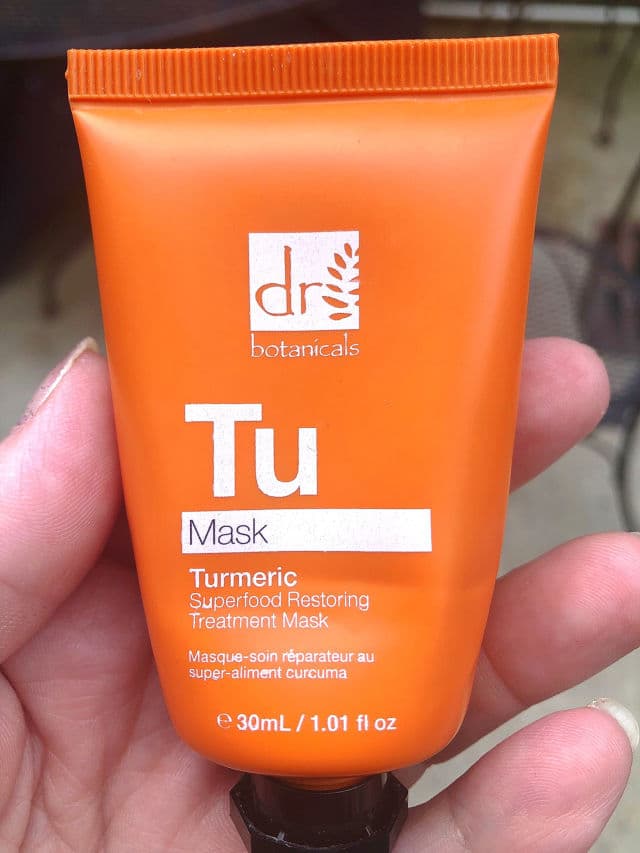 dr
botanicals
Tu
Mask
Turmeric
Superfood Restoring
Treatment Mask
Masque-soin réparateur au
super-aliment curcuma
℮ 30mL / 1.01 fl oz